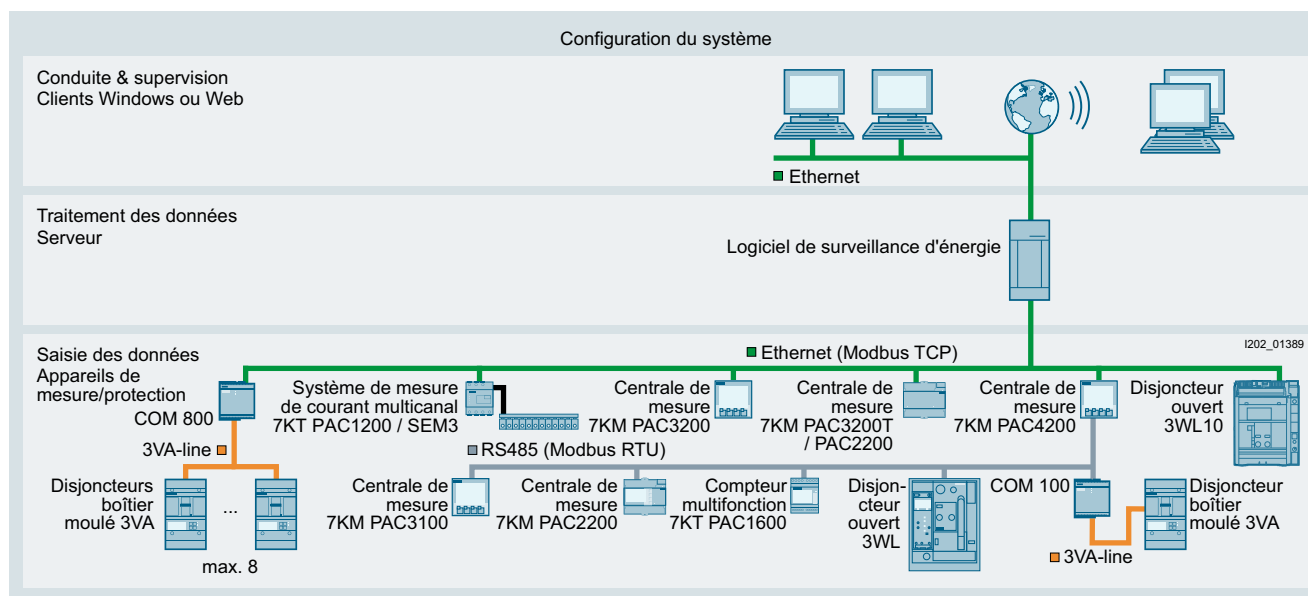 Configuration du système
Conduite & supervision
Clients Windows ou Web
Ethernet
Traitement des données
Serveur
Logiciel de surveillance d'énergie
I202_01389
Saisie des données
Appareils de
mesure/protection
Ethernet (Modbus TCP)
COM 800
Système de mesure
de courant multicanal
7KT PAC1200 / SEM3
Centrale de
mesure
7KM PAC3200
Centrale de
mesure
7KM PAC3200T
/ PAC2200
Centrale de
mesure
7KM PAC4200
Disjoncteur
ouvert
3WL10
3VA-line
RS485 (Modbus RTU)
Disjoncteurs
boîtier
moulé 3VA
...
max. 8
Centrale de
mesure
7KM PAC3100
Centrale de
mesure
7KM PAC2200
Compteur
multifonction
7KT PAC1600
Disjon-
cteur
ouvert
3WL
COM 100
Disjoncteur
boîtier
moulé 3VA
3VA-line